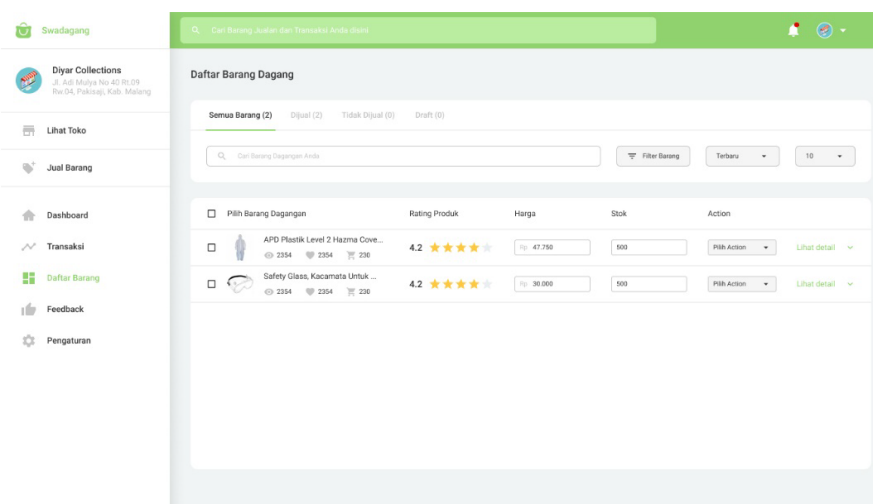 Swadagang
Cari Barang Jualan dan Transaksi Anda disini
Diyar Collections
Jl. Adi Mulya No 40 Rt.09
Rw.04, Pakisaji, Kab. Malang
Lihat Toko
Jual Barang
Dashboard
Transaksi
Daftar Barang
Feedback
Pengaturan
Daftar Barang Dagang
Semua Barang (2) Dijual (2) Tidak Dijual (0) Draft (0)
Cari Barang Dagangan Anda Filter Barang Terbaru 10
Pilih Barang Dagangan Rating Produk Harga Stok Action
APD Plastik Level 2 Hazma Cove...
4.2 Rp 47.750 500 Pilih Action Lihat detail
2354 2354 230
Safety Glass, Kacamata Untuk ...
4.2 Rp 30.000 500 Pilih Action Lihat detail
2354 2354 230